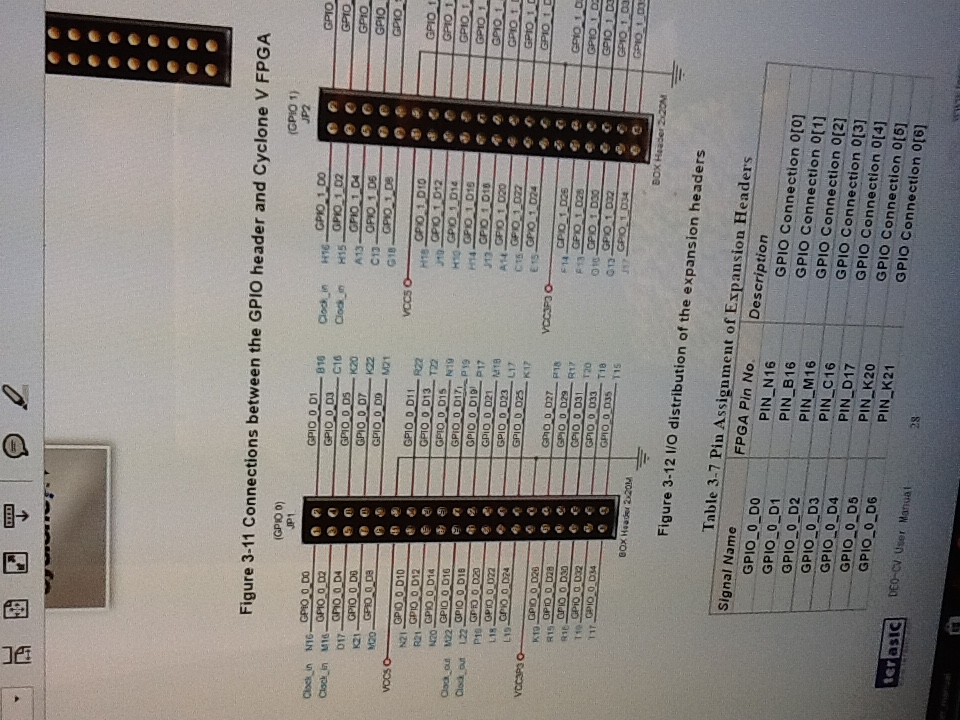 Figure 3-11 Connections between the GPIO header and Cyclone V FPGA
(GPIO 0)
JP1
Clock_in N16 GPIO_0_D0 GPIO_0_D1 B16
Clock_in M16 GPIO_0_D2 GPIO_0_D3 C16
D17 GPIO_0_D4 GPIO_0_D5 K20
K21 GPIO_0_D6 GPIO_0_D7 K22
M20 GPIO_0_D8 GPIO_0_D9 M21
VCC5
N21 GPIO_0_D10 GPIO_0_D11 R22
R21 GPIO_0_D12 GPIO_0_D13 T22
N20 GPIO_0_D14 GPIO_0_D15 N19
Clock_out M22 GPIO_0_D16 GPIO_0_D17 P19
Clock_out L22 GPIO_0_D18 GPIO_0_D19 P17
P16 GPIO_0_D20 GPIO_0_D21 M18
L18 GPIO_0_D22 GPIO_0_D23 L17
L19 GPIO_0_D24 GPIO_0_D25 K17
VCC3P3
K19 GPIO_0_D26 GPIO_0_D27 P18
R15 GPIO_0_D28 GPIO_0_D29 R17
R16 GPIO_0_D30 GPIO_0_D31 T20
T19 GPIO_0_D32 GPIO_0_D33 T18
T17 GPIO_0_D34 GPIO_0_D35 T15
BOX Header 2x20M
(GPIO 1)
JP2
Clock_in H16 GPIO_1_D0 GPIO
Clock_in H15 GPIO_1_D2 GPIO
A13 GPIO_1_D4 GPIO
C13 GPIO_1_D6 GPIO
G18 GPIO_1_D8 GPIO
VCC5
H18 GPIO_1_D10 GPIO_1
J19 GPIO_1_D12 GPIO_1
H10 GPIO_1_D14 GPIO_1
H14 GPIO_1_D16 GPIO_1
J13 GPIO_1_D18 GPIO_1
A14 GPIO_1_D20
C15 GPIO_1_D22
E15 GPIO_1_D24
VCC3P3
F14 GPIO_1_D26
F13 GPIO_1_D28
G16 GPIO_1_D30
G13 GPIO_1_D32
J17 GPIO_1_D34
BOX Header 2x20M
Figure 3-12 I/O distribution of the expansion headers
Table 3-7 Pin Assignment of Expansion Headers
Signal Name FPGA Pin No. Description
GPIO_0_D0 PIN_N16 GPIO Connection 0[0]
GPIO_0_D1 PIN_B16 GPIO Connection 0[1]
GPIO_0_D2 PIN_M16 GPIO Connection 0[2]
GPIO_0_D3 PIN_C16 GPIO Connection 0[3]
GPIO_0_D4 PIN_D17 GPIO Connection 0[4]
GPIO_0_D5 PIN_K20 GPIO Connection 0[5]
GPIO_0_D6 PIN_K21 GPIO Connection 0[6]
terasic
DE0-CV User Manual
28